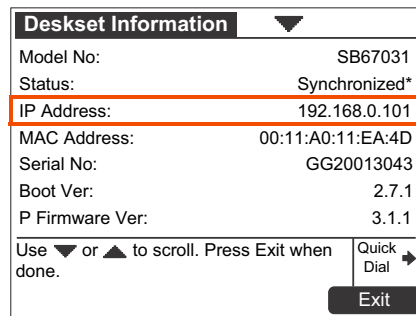 Deskset Information
Model No: SB67031
Status: Synchronized*
IP Address: 192.168.0.101
MAC Address: 00:11:A0:11:EA:4D
Serial No: GG20013043
Boot Ver: 2.7.1
P Firmware Ver: 3.1.1
Use or to scroll. Press Exit when
done.
Quick
Dial
Exit